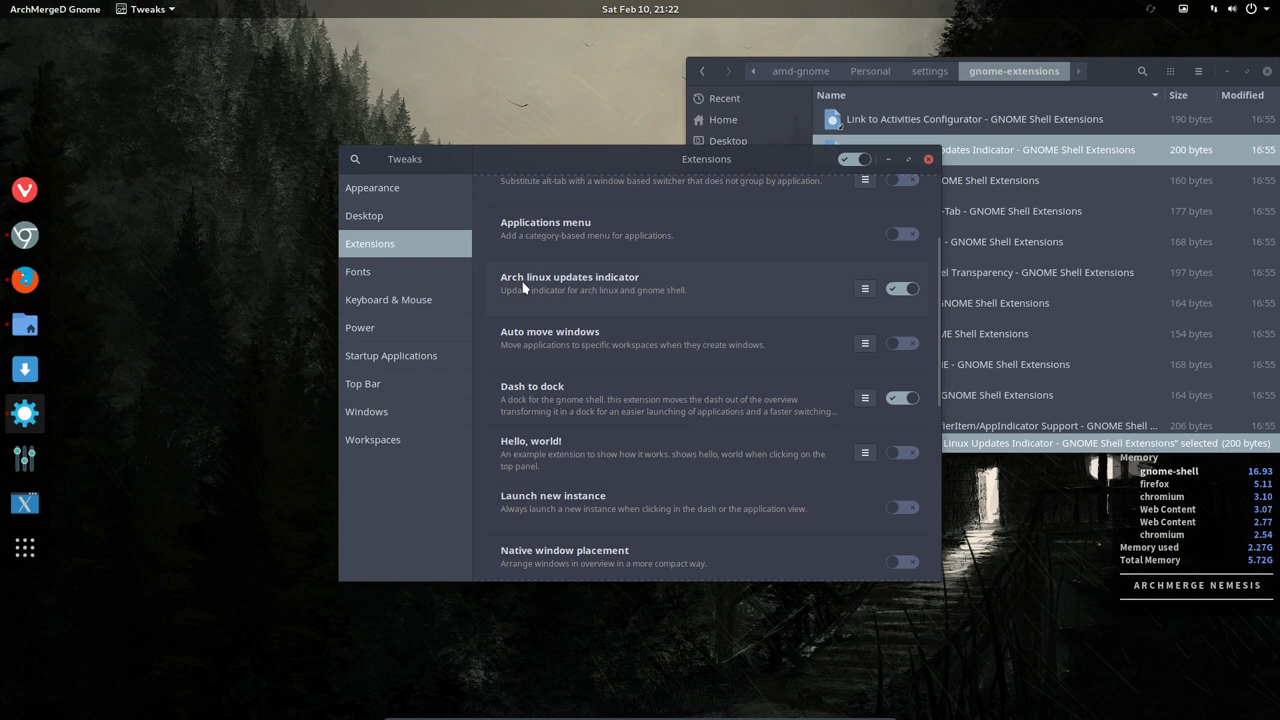 ArchMergeD Gnome
Tweaks
Sat Feb 10, 21:22
amd-gnome
Personal
settings
gnome-extensions
Recent
Home
Desktop
Name
Size
Modified
Link to Activities Configurator - GNOME Shell Extensions
190 bytes
16:55
dates Indicator - GNOME Shell Extensions
200 bytes
16:55
OME Shell Extensions
160 bytes
16:55
-Tab - GNOME Shell Extensions
177 bytes
16:55
- GNOME Shell Extensions
168 bytes
16:55
el Transparency - GNOME Shell Extensions
197 bytes
16:55
GNOME Shell Extensions
164 bytes
16:55
ME Shell Extensions
154 bytes
16:55
E - GNOME Shell Extensions
168 bytes
16:55
GNOME Shell Extensions
164 bytes
16:55
ierItem/AppIndicator Support - GNOME Shell ...
206 bytes
16:55
Linux Updates Indicator - GNOME Shell Extensions" selected (200 bytes)
Tweaks
Extensions
Appearance
Desktop
Extensions
Fonts
Keyboard & Mouse
Power
Startup Applications
Top Bar
Windows
Workspaces
Substitute alt-tab with a window based switcher that does not group by application.
Applications menu
Add a category-based menu for applications.
Arch linux updates indicator
Update indicator for arch linux and gnome shell.
Auto move windows
Move applications to specific workspaces when they create windows.
Dash to dock
A dock for the gnome shell. this extension moves the dash out of the overview
transforming it in a dock for an easier launching of applications and a faster switching...
Hello, world!
An example extension to show how it works. shows hello, world when clicking on the
top panel.
Launch new instance
Always launch a new instance when clicking in the dash or the application view.
Native window placement
Arrange windows in overview in a more compact way.
Memory
gnome-shell 16.93
firefox 5.11
chromium 3.10
Web Content 3.07
Web Content 2.77
chromium 2.54
Memory used 2.27G
Total Memory 5.72G
ARCHMERGE NEMESIS